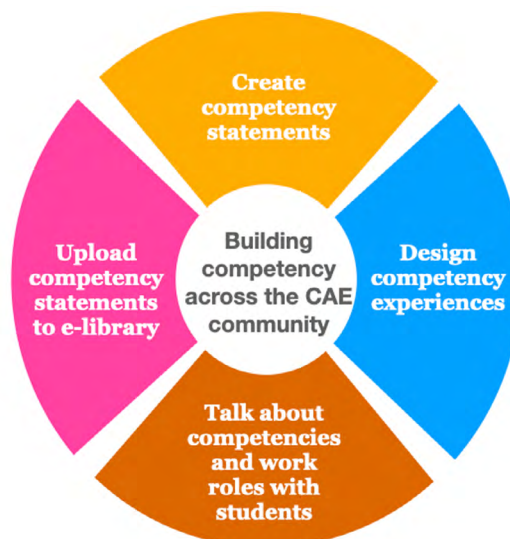 Create
competency
statements
Design
competency
experiences
Talk about
competencies
and work
roles with
students
Upload
competency
statements
to e-library
Building
competency
across the CAE
community